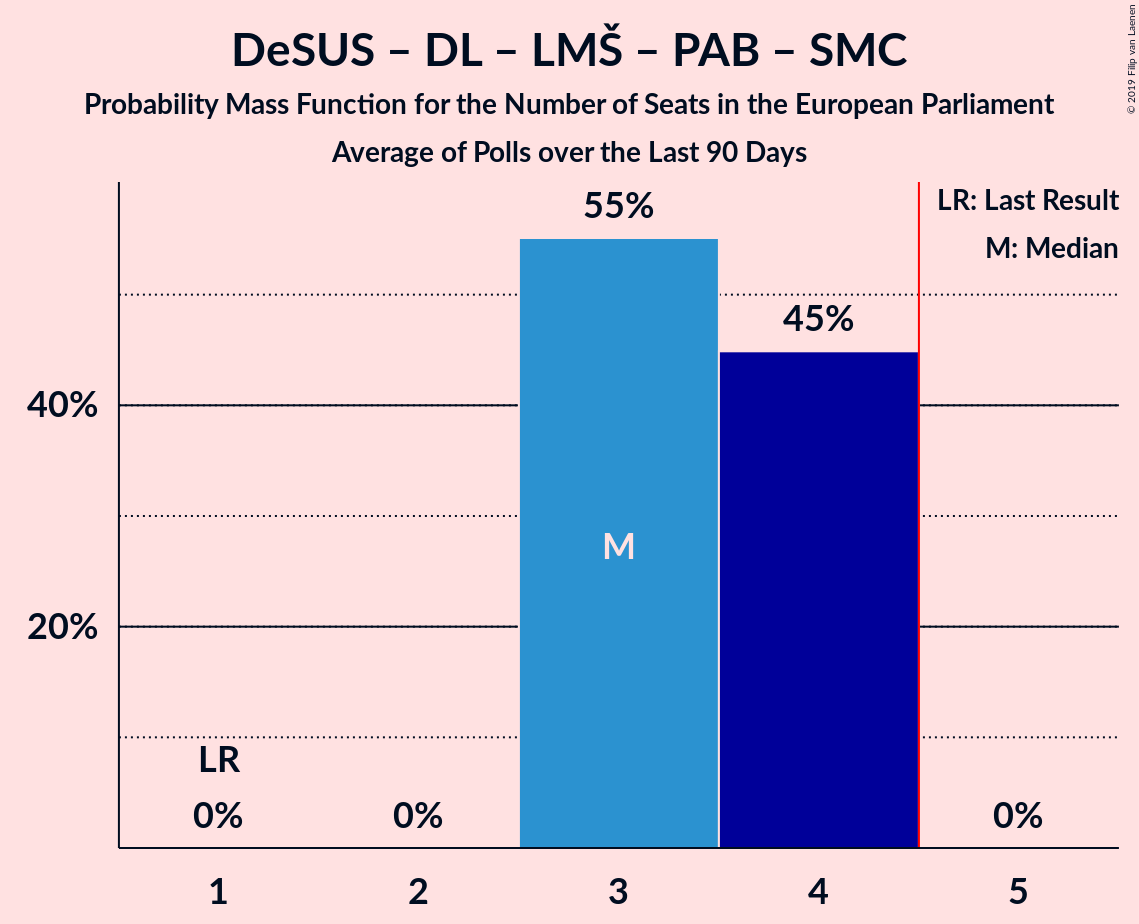 DeSUS – DL – LMŠ – PAB – SMC
Probability Mass Function for the Number of Seats in the European Parliament
Average of Polls over the Last 90 Days
© 2019 Filip van Laenen
LR: Last Result
M: Median
55%
45%
40%
M
20%
LR
0%
0%
0%
1
2
3
4
5